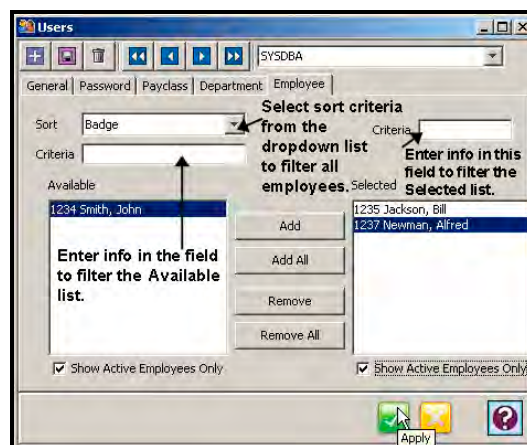 Users
SYSDBA
General Password Payclass Department Employee
Sort Badge
Select sort criteria
from the
dropdown list
to filter all
employees.
Criteria
Criteria
Enter info in this
field to filter the
Selected list.
Available
Selected
1234 Smith, John
1235 Jackson, Bill
1237 Newman, Alfred
Enter info in the field
to filter the Available
list.
Add
Add All
Remove
Remove All
Show Active Employees Only
Show Active Employees Only
?
Apply